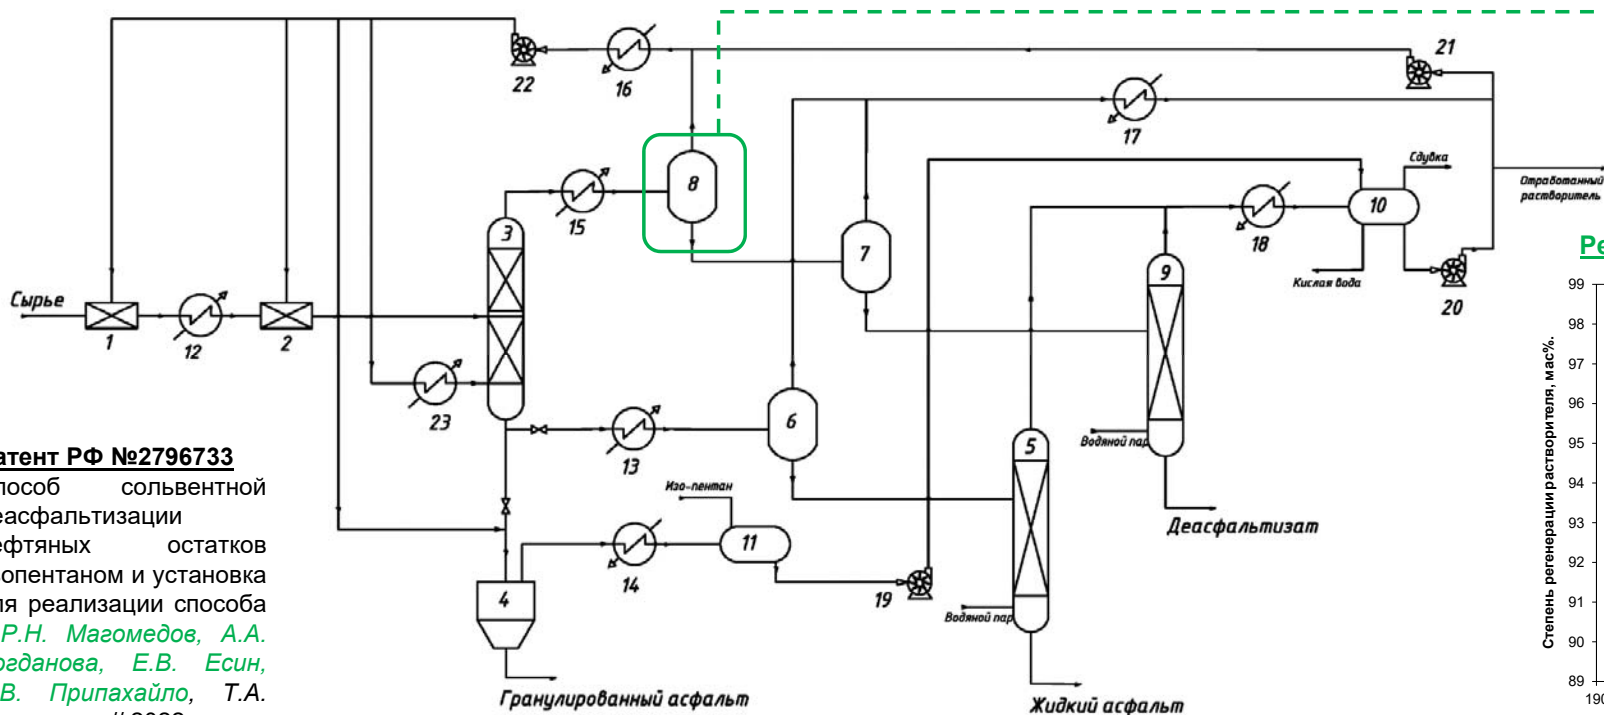 21
22
16
17
Сдувка
Отработанный
растворитель
8
3
15
10
18
7
9
Кислая вода
20
Сырье
1
12
2
23
6
13
Водяной пар
5
Изо-пентан
11
14
19
4
Водяной пар
Деасфальтизат
Гранулированный асфальт
Жидкий асфальт
атент РФ №2796733
пособ сольвентной
еасфальтизации
ефтяных остатков
зопентаном и установка
ля реализации способа
Р.Н. Магомедов, А.А.
огданова, Е.В. Есин,
В. Припахайло, Т.А.
Ре
Степень регенерации растворителя, мас%.
99
98
97
96
95
94
93
92
91
90
89
190